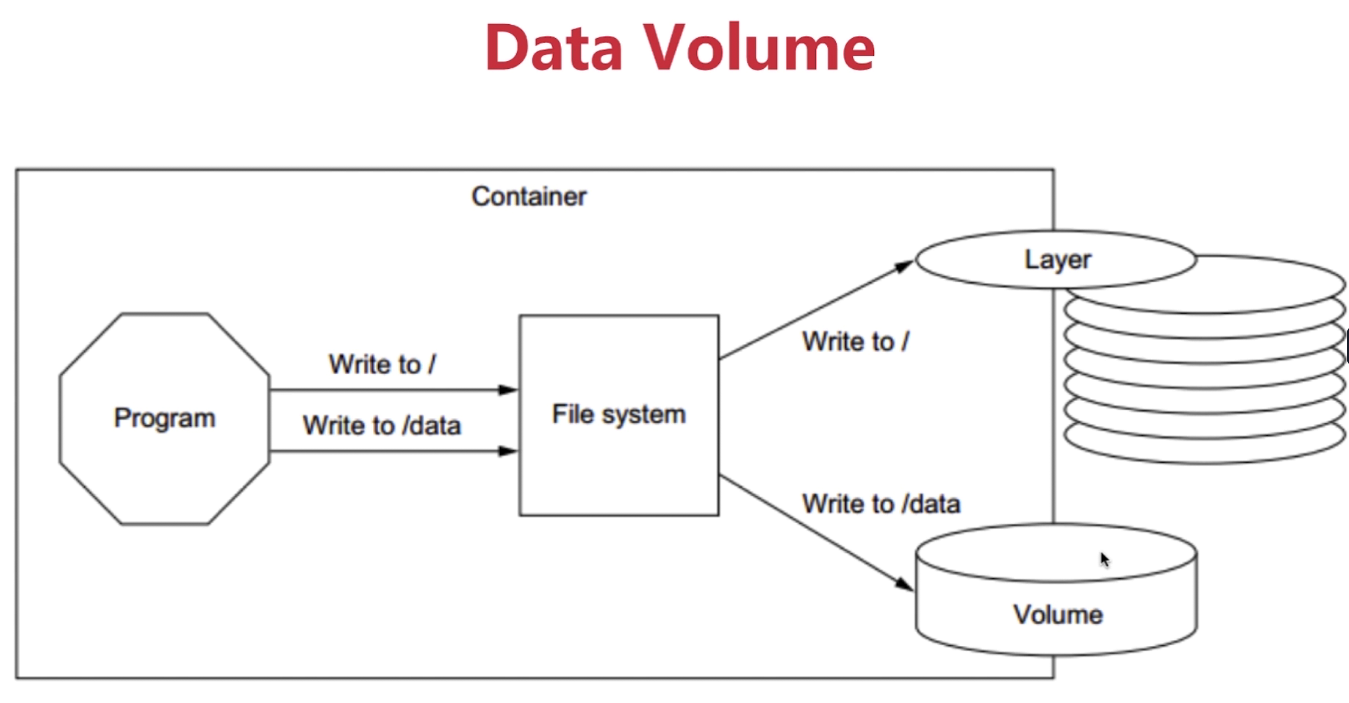 Data Volume
Container
Layer
Write to /
Write to /
Program
File system
Write to /data
Write to /data
Volume